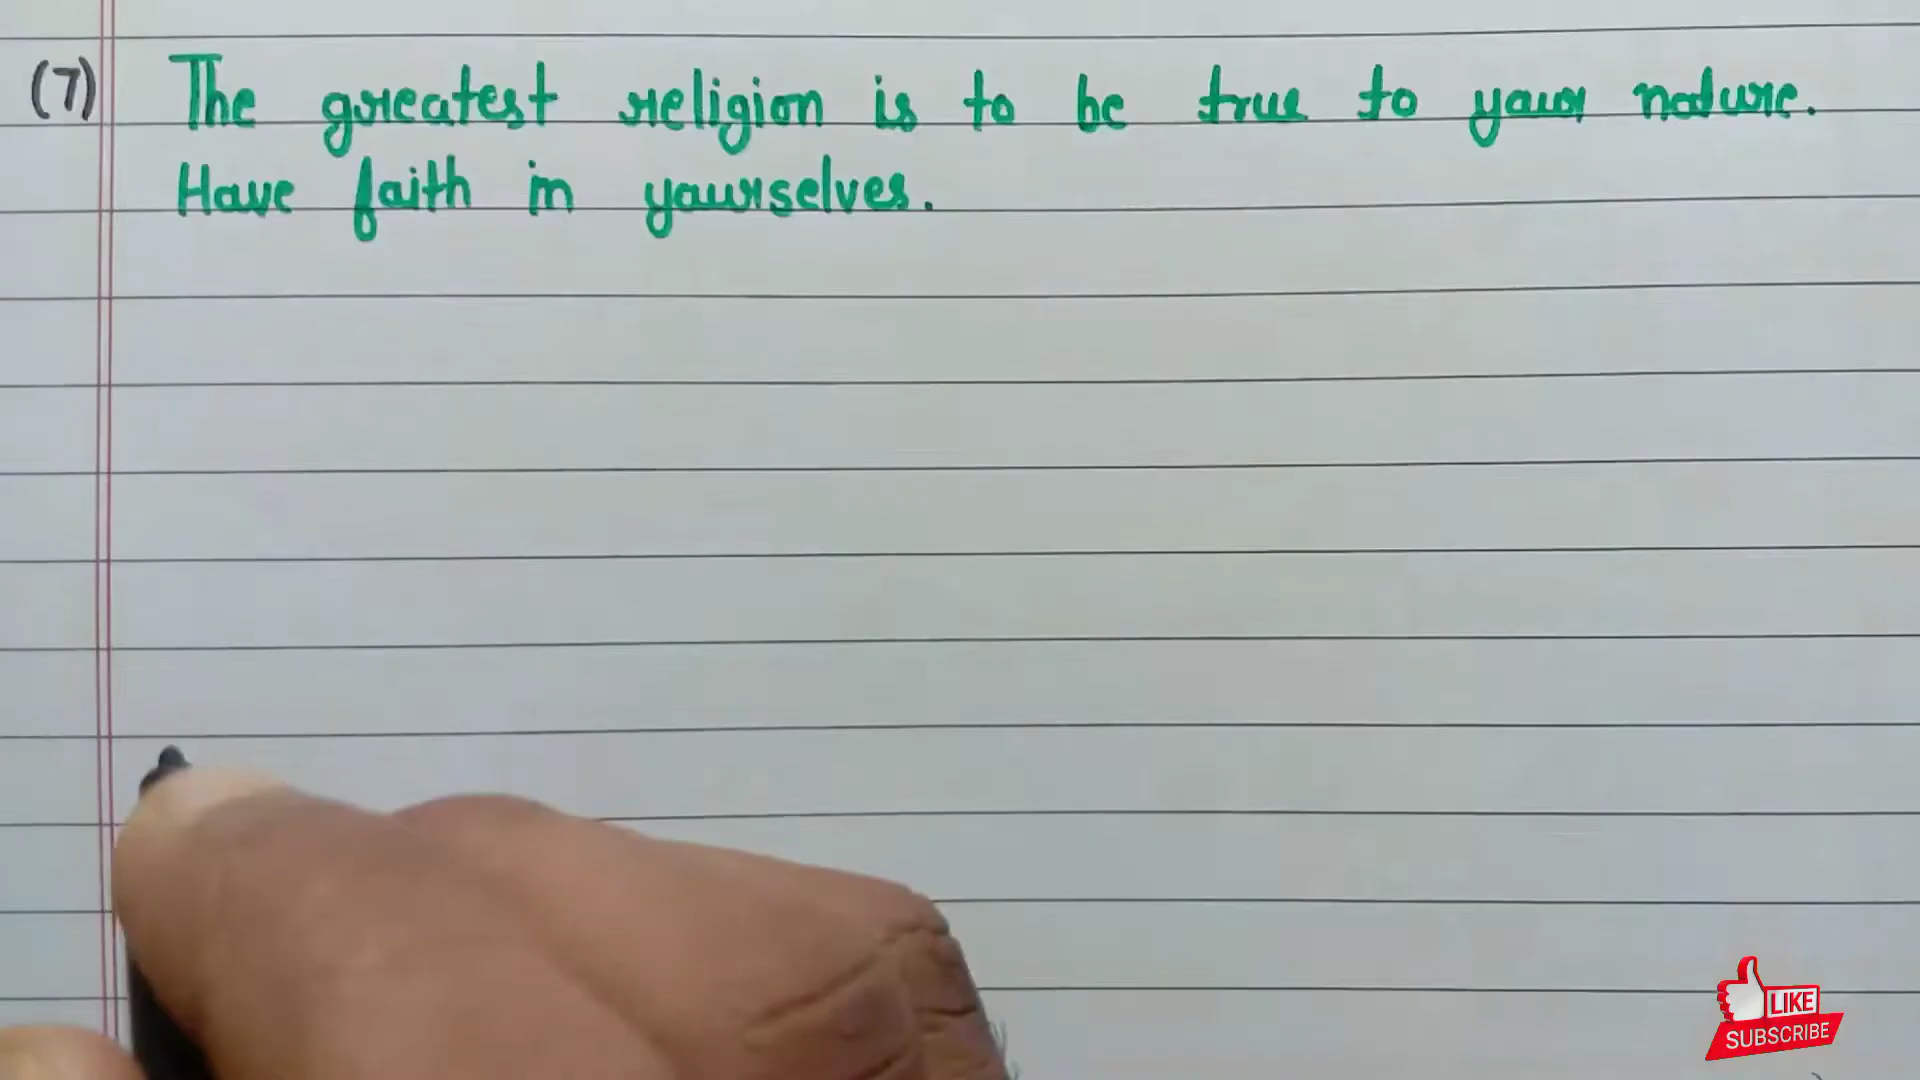 (7) The greatest religion is to be true to your nature.
Have faith in yourselves.
LIKE
SUBSCRIBE